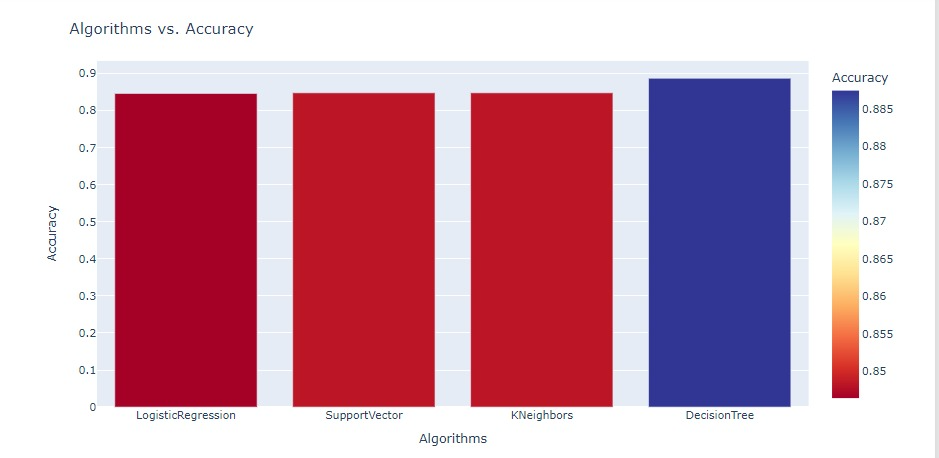 Algorithms vs. Accuracy
Accuracy
0.9
0.8
0.7
0.6
0.5
0.4
0.3
0.2
0.1
0
LogisticRegression
SupportVector
KNeighbors
DecisionTree
Algorithms
Accuracy
0.885
0.88
0.875
0.87
0.865
0.86
0.855
0.85